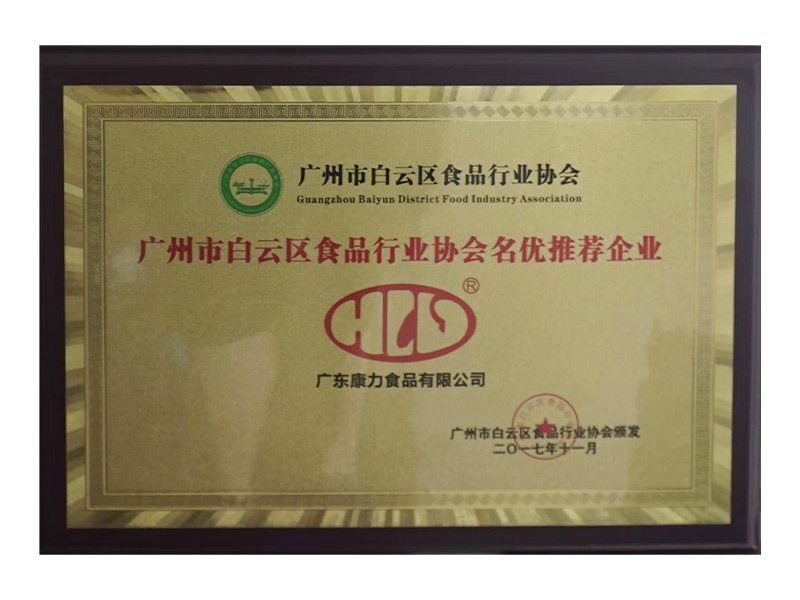 广州市白云区食品行业协会
Guangzhou Baiyun District Food Industry Association
广州市白云区食品行业协会名优推荐企业
®
广东康力食品有限公司
广州市白云区食品行业协会颁发
二〇一七年十一月